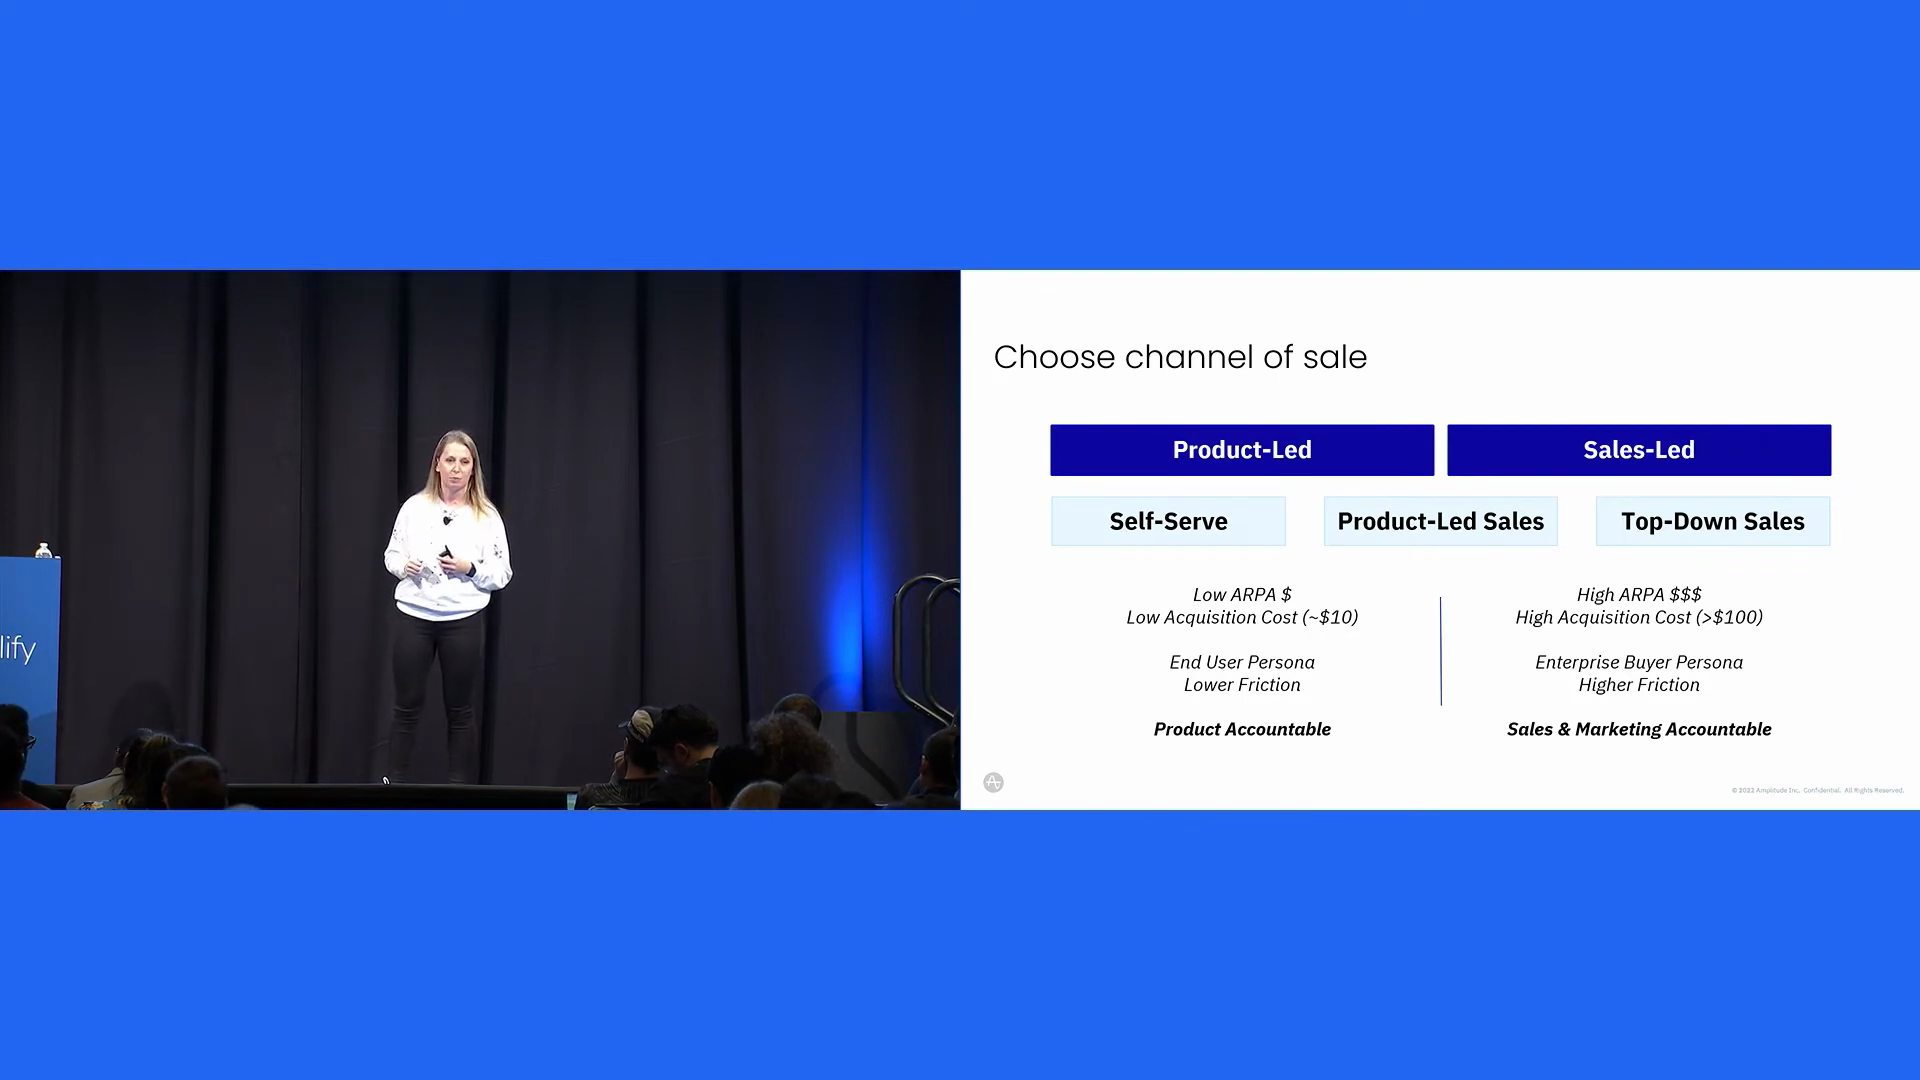 lify
Choose channel of sale
Product-Led
Sales-Led
Self-Serve
Product-Led Sales
Top-Down Sales
Low ARPA $
Low Acquisition Cost (~$10)
End User Persona
Lower Friction
Product Accountable
High ARPA $$$
High Acquisition Cost (>$100)
Enterprise Buyer Persona
Higher Friction
Sales & Marketing Accountable
© 2022 Amplitude Inc. Confidential. All Rights Reserved.